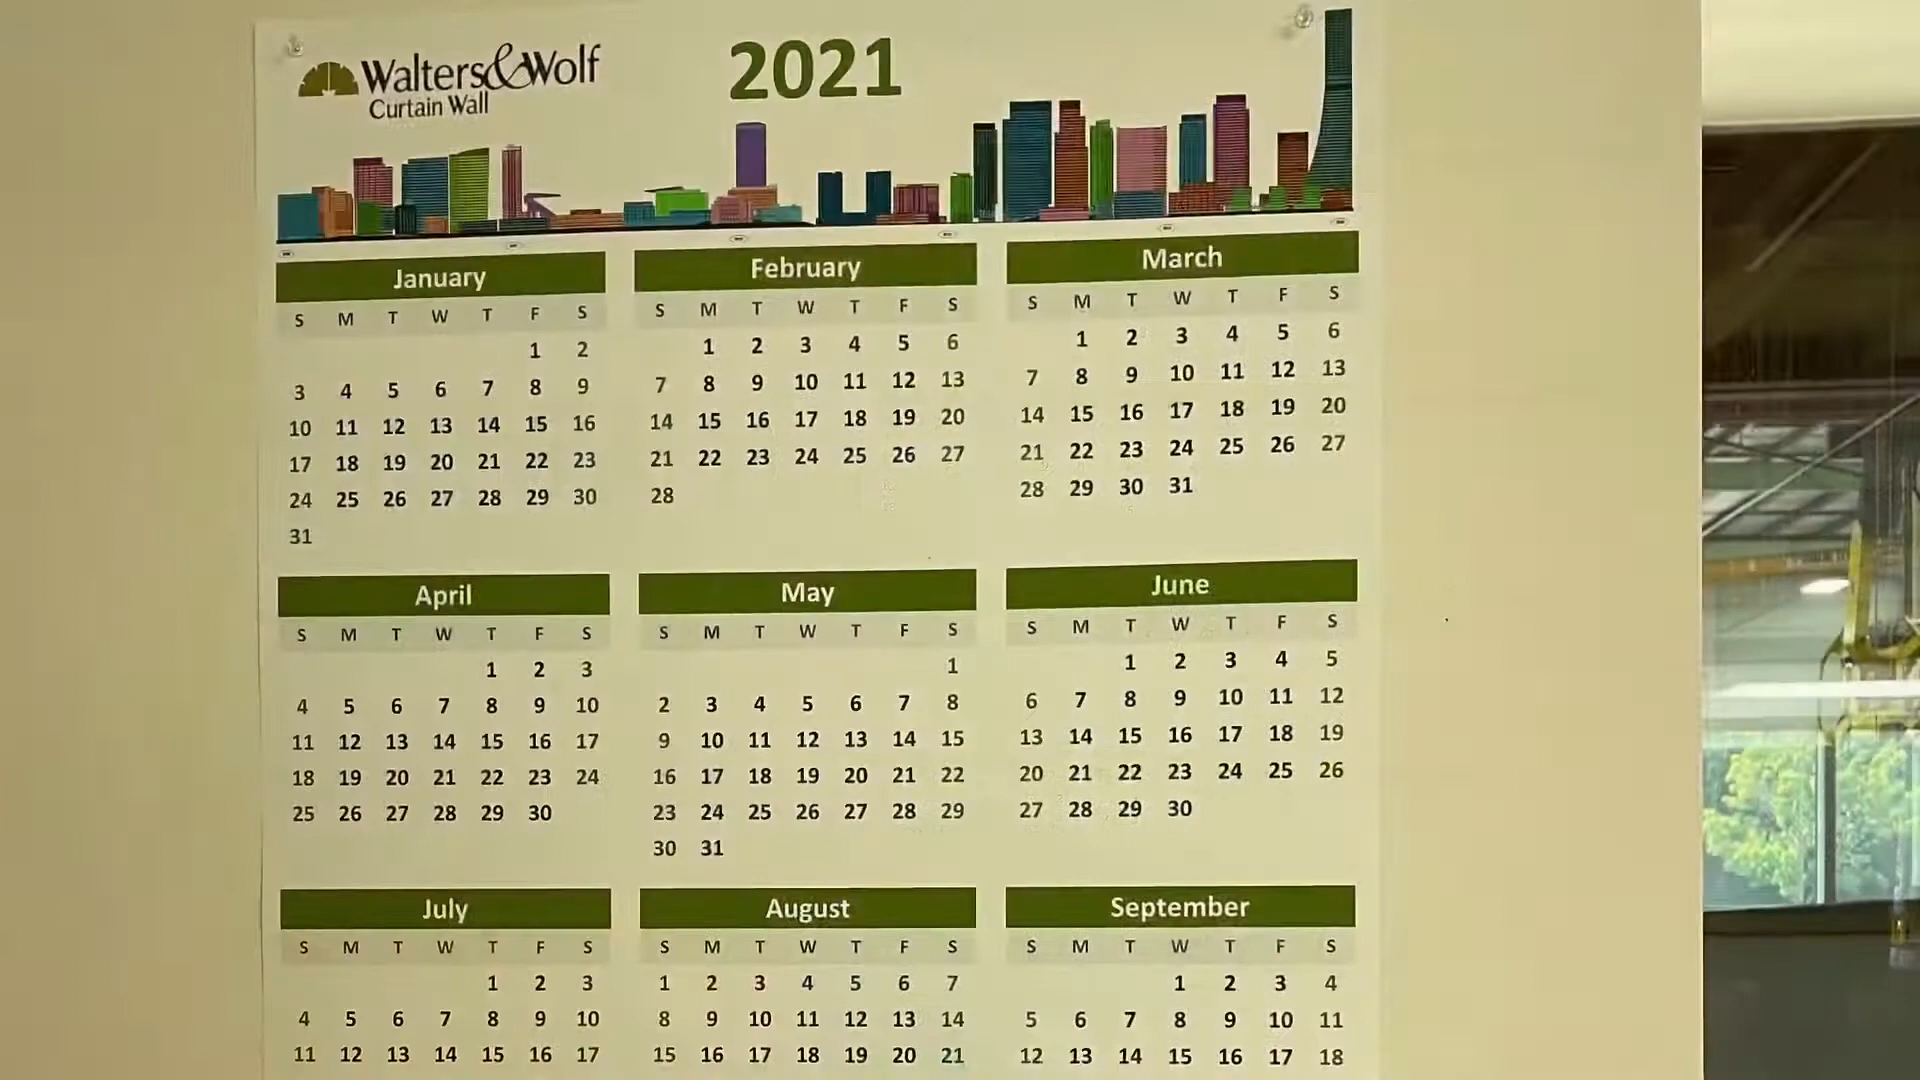 Walters&Wolf
Curtain Wall
2021
January
S M T W T F S
1 2
3 4 5 6 7 8 9
10 11 12 13 14 15 16
17 18 19 20 21 22 23
24 25 26 27 28 29 30
31
February
S M T W T F S
1 2 3 4 5 6
7 8 9 10 11 12 13
14 15 16 17 18 19 20
21 22 23 24 25 26 27
28
March
S M T W T F S
1 2 3 4 5 6
7 8 9 10 11 12 13
14 15 16 17 18 19 20
21 22 23 24 25 26 27
28 29 30 31
April
S M T W T F S
1 2 3
4 5 6 7 8 9 10
11 12 13 14 15 16 17
18 19 20 21 22 23 24
25 26 27 28 29 30
May
S M T W T F S
1
2 3 4 5 6 7 8
9 10 11 12 13 14 15
16 17 18 19 20 21 22
23 24 25 26 27 28 29
30 31
June
S M T W T F S
1 2 3 4 5
6 7 8 9 10 11 12
13 14 15 16 17 18 19
20 21 22 23 24 25 26
27 28 29 30
July
S M T W T F S
1 2 3
4 5 6 7 8 9 10
11 12 13 14 15 16 17
August
S M T W T F S
1 2 3 4 5 6 7
8 9 10 11 12 13 14
15 16 17 18 19 20 21
September
S M T W T F S
1 2 3 4
5 6 7 8 9 10 11
12 13 14 15 16 17 18